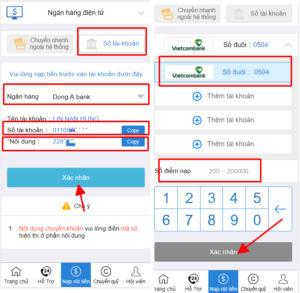 Ngân hàng điện tử
Chuyển nhanh
ngoài hệ thống
Số tài khoản
Vui lòng nạp tiền trước vào tài khoản dưới đây
Ngân hàng
Dong A bank
Tên tài khoản : LIN NAN HUNG
Số tài khoản : 01108
Copy
*Nội dung : 228
Copy
Xác nhận
Chú ý
1. Nội dung chuyển khoản vui lòng điền mã số
hiện thị ở phần nội dung.
Trang chủ
24
Hỗ Trợ
Nạp rút tiền
Chuyển quỹ
Hội viên
Chuyển nhanh
ngoài hệ thống
Số tài khoản
Vietcombank
Số đuôi : 0504
Vietcombank
Số đuôi : 0504
Thêm tài khoản
Thêm tài khoản
Thêm tài khoản
Số điểm nạp
200 ~ 200000
1 2 3 4 5
6 7 8 9 0
Xác nhận
Trang chủ
24
Hỗ Trợ
Nạp rút tiền
Chuyển quỹ
Hội viên